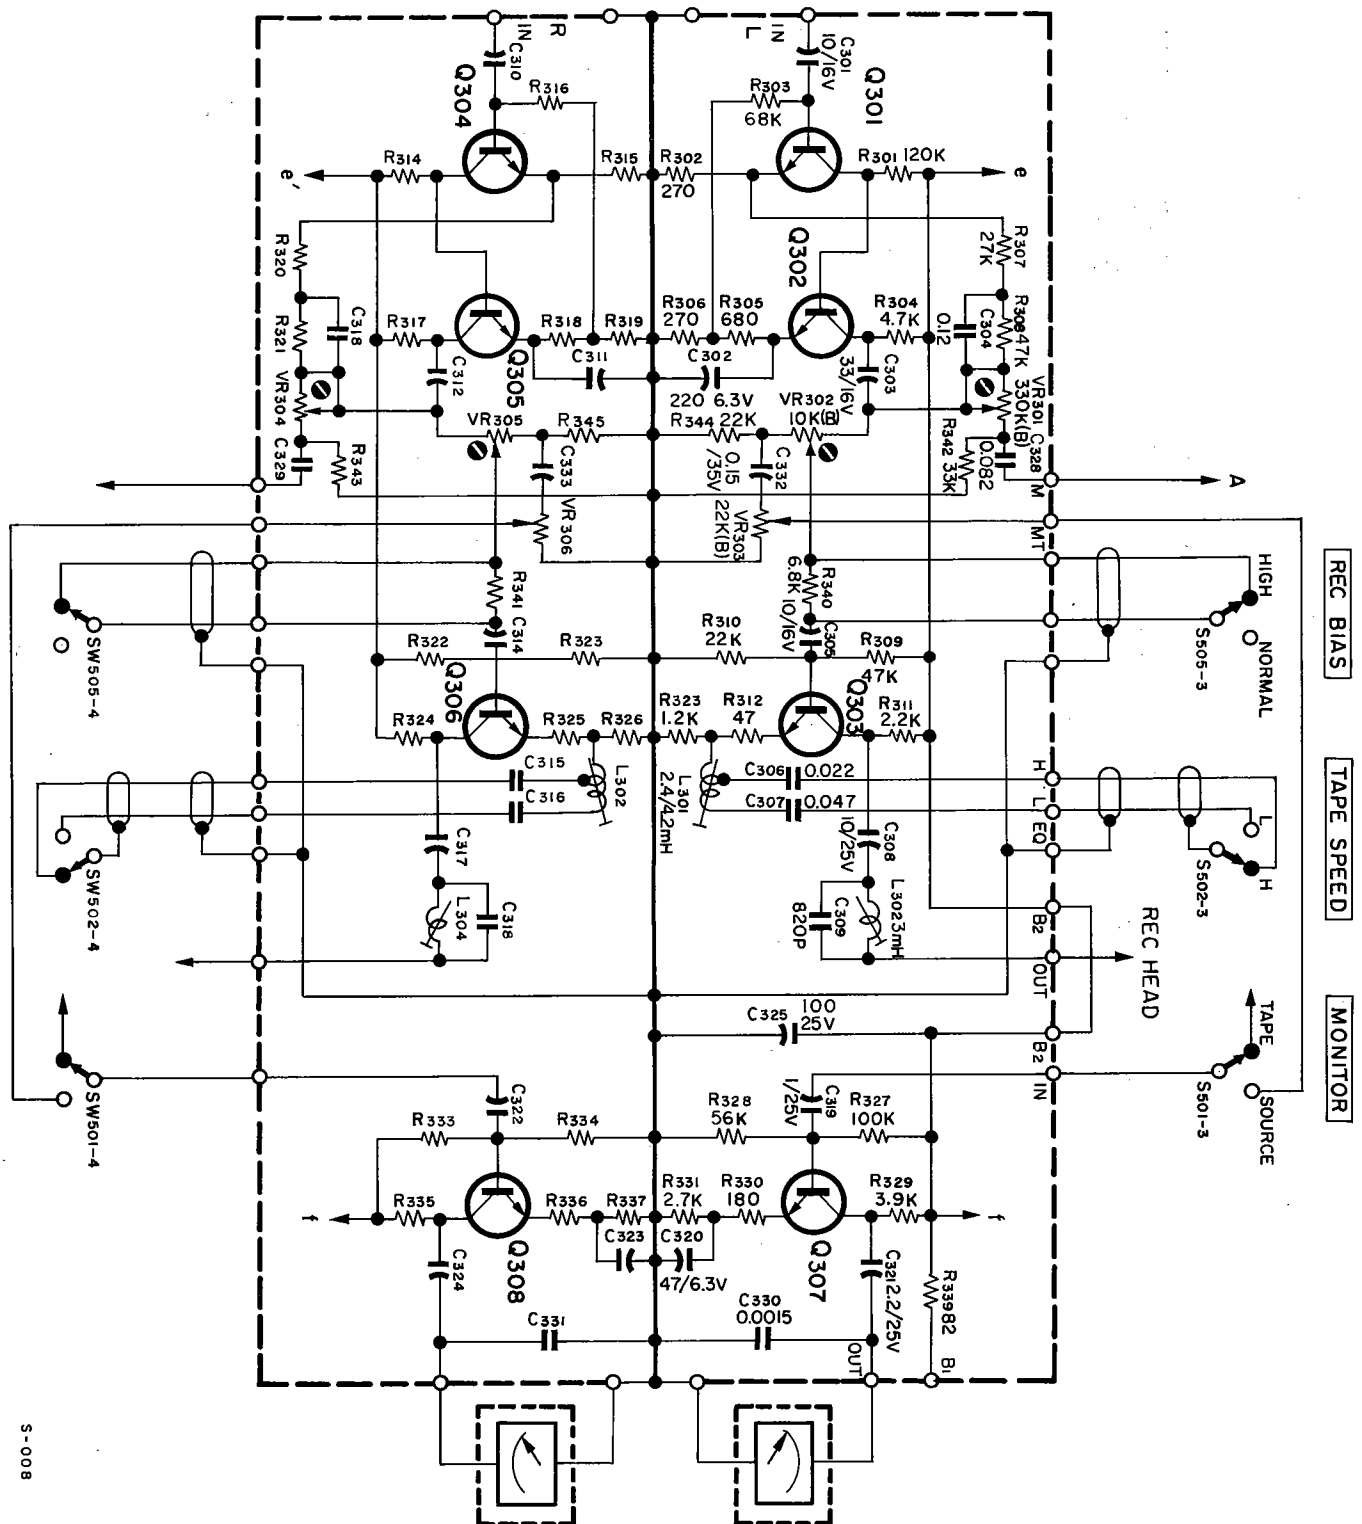 R
IN
L
IN
C310
C301
10/16V
Q304
R316
R303
68K
Q301
e'
R314
R315
R302
270
R301 120K
e
R320
Q302
R307
27K
R321
C318
R317
Q305
R318
R319
R306
270
R305
680
R304
4.7K
0.12
C304
R308 47K
VR304
C312
C311
C302
220 6.3V
C303
33/16V
VR301
330K(B)
C329
R343
VR305
R345
R344 22K
VR302
10K(B)
R342
33K
C328
0.082
M
A
C333
VR306
0.15
/35V
C332
VR303
22K(B)
MT
REC BIAS
HIGH
NORMAL
S505-3
SW505-4
R341
C314
R340
6.8K
10/16V
C305
R322
R323
R310
22K
R309
47K
Q306
Q303
R324
R325
R326
R323
1.2K
R312
47
R311
2.2K
TAPE SPEED
L
H
S502-3
SW502-4
C315
C316
L302
L301
2.4/4.2mH
C306 0.022
C307 0.047
H
L
EQ
C317
C308
10/25V
L304
C318
C309
820P
L302 3mH
B2
OUT
REC HEAD
MONITOR
TAPE
SOURCE
S501-3
SW501-4
C325
100
25V
B2
IN
C322
C319
1/25V
R333
R334
R328
56K
R327
100K
f
R335
R336
R337
R331
2.7K
R330
180
R329
3.9K
f
C324
Q308
C323
C320
47/6.3V
Q307
C321 2.2/25V
R339 82
C331
C330
0.0015
OUT
B1
S-008